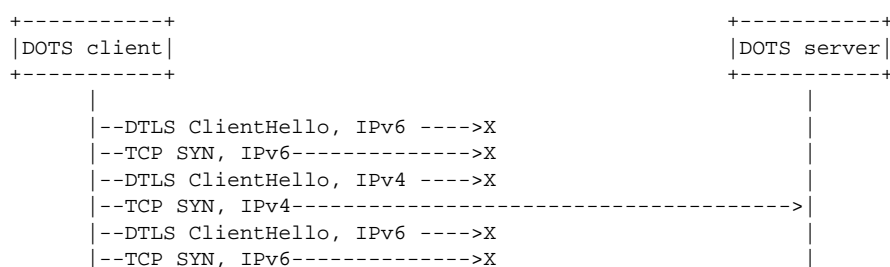 +-----------+                                     +-----------+
|DOTS client|                                     |DOTS server|
+-----------+                                     +-----------+
      |                                               |
      |--DTLS ClientHello, IPv6 ---->X                |
      |--TCP SYN, IPv6-------------->X                |
      |--DTLS ClientHello, IPv4 ---->X                |
      |--TCP SYN, IPv4------------------------------->|
      |--DTLS ClientHello, IPv6 ---->X                |
      |--TCP SYN, IPv6-------------->X                |